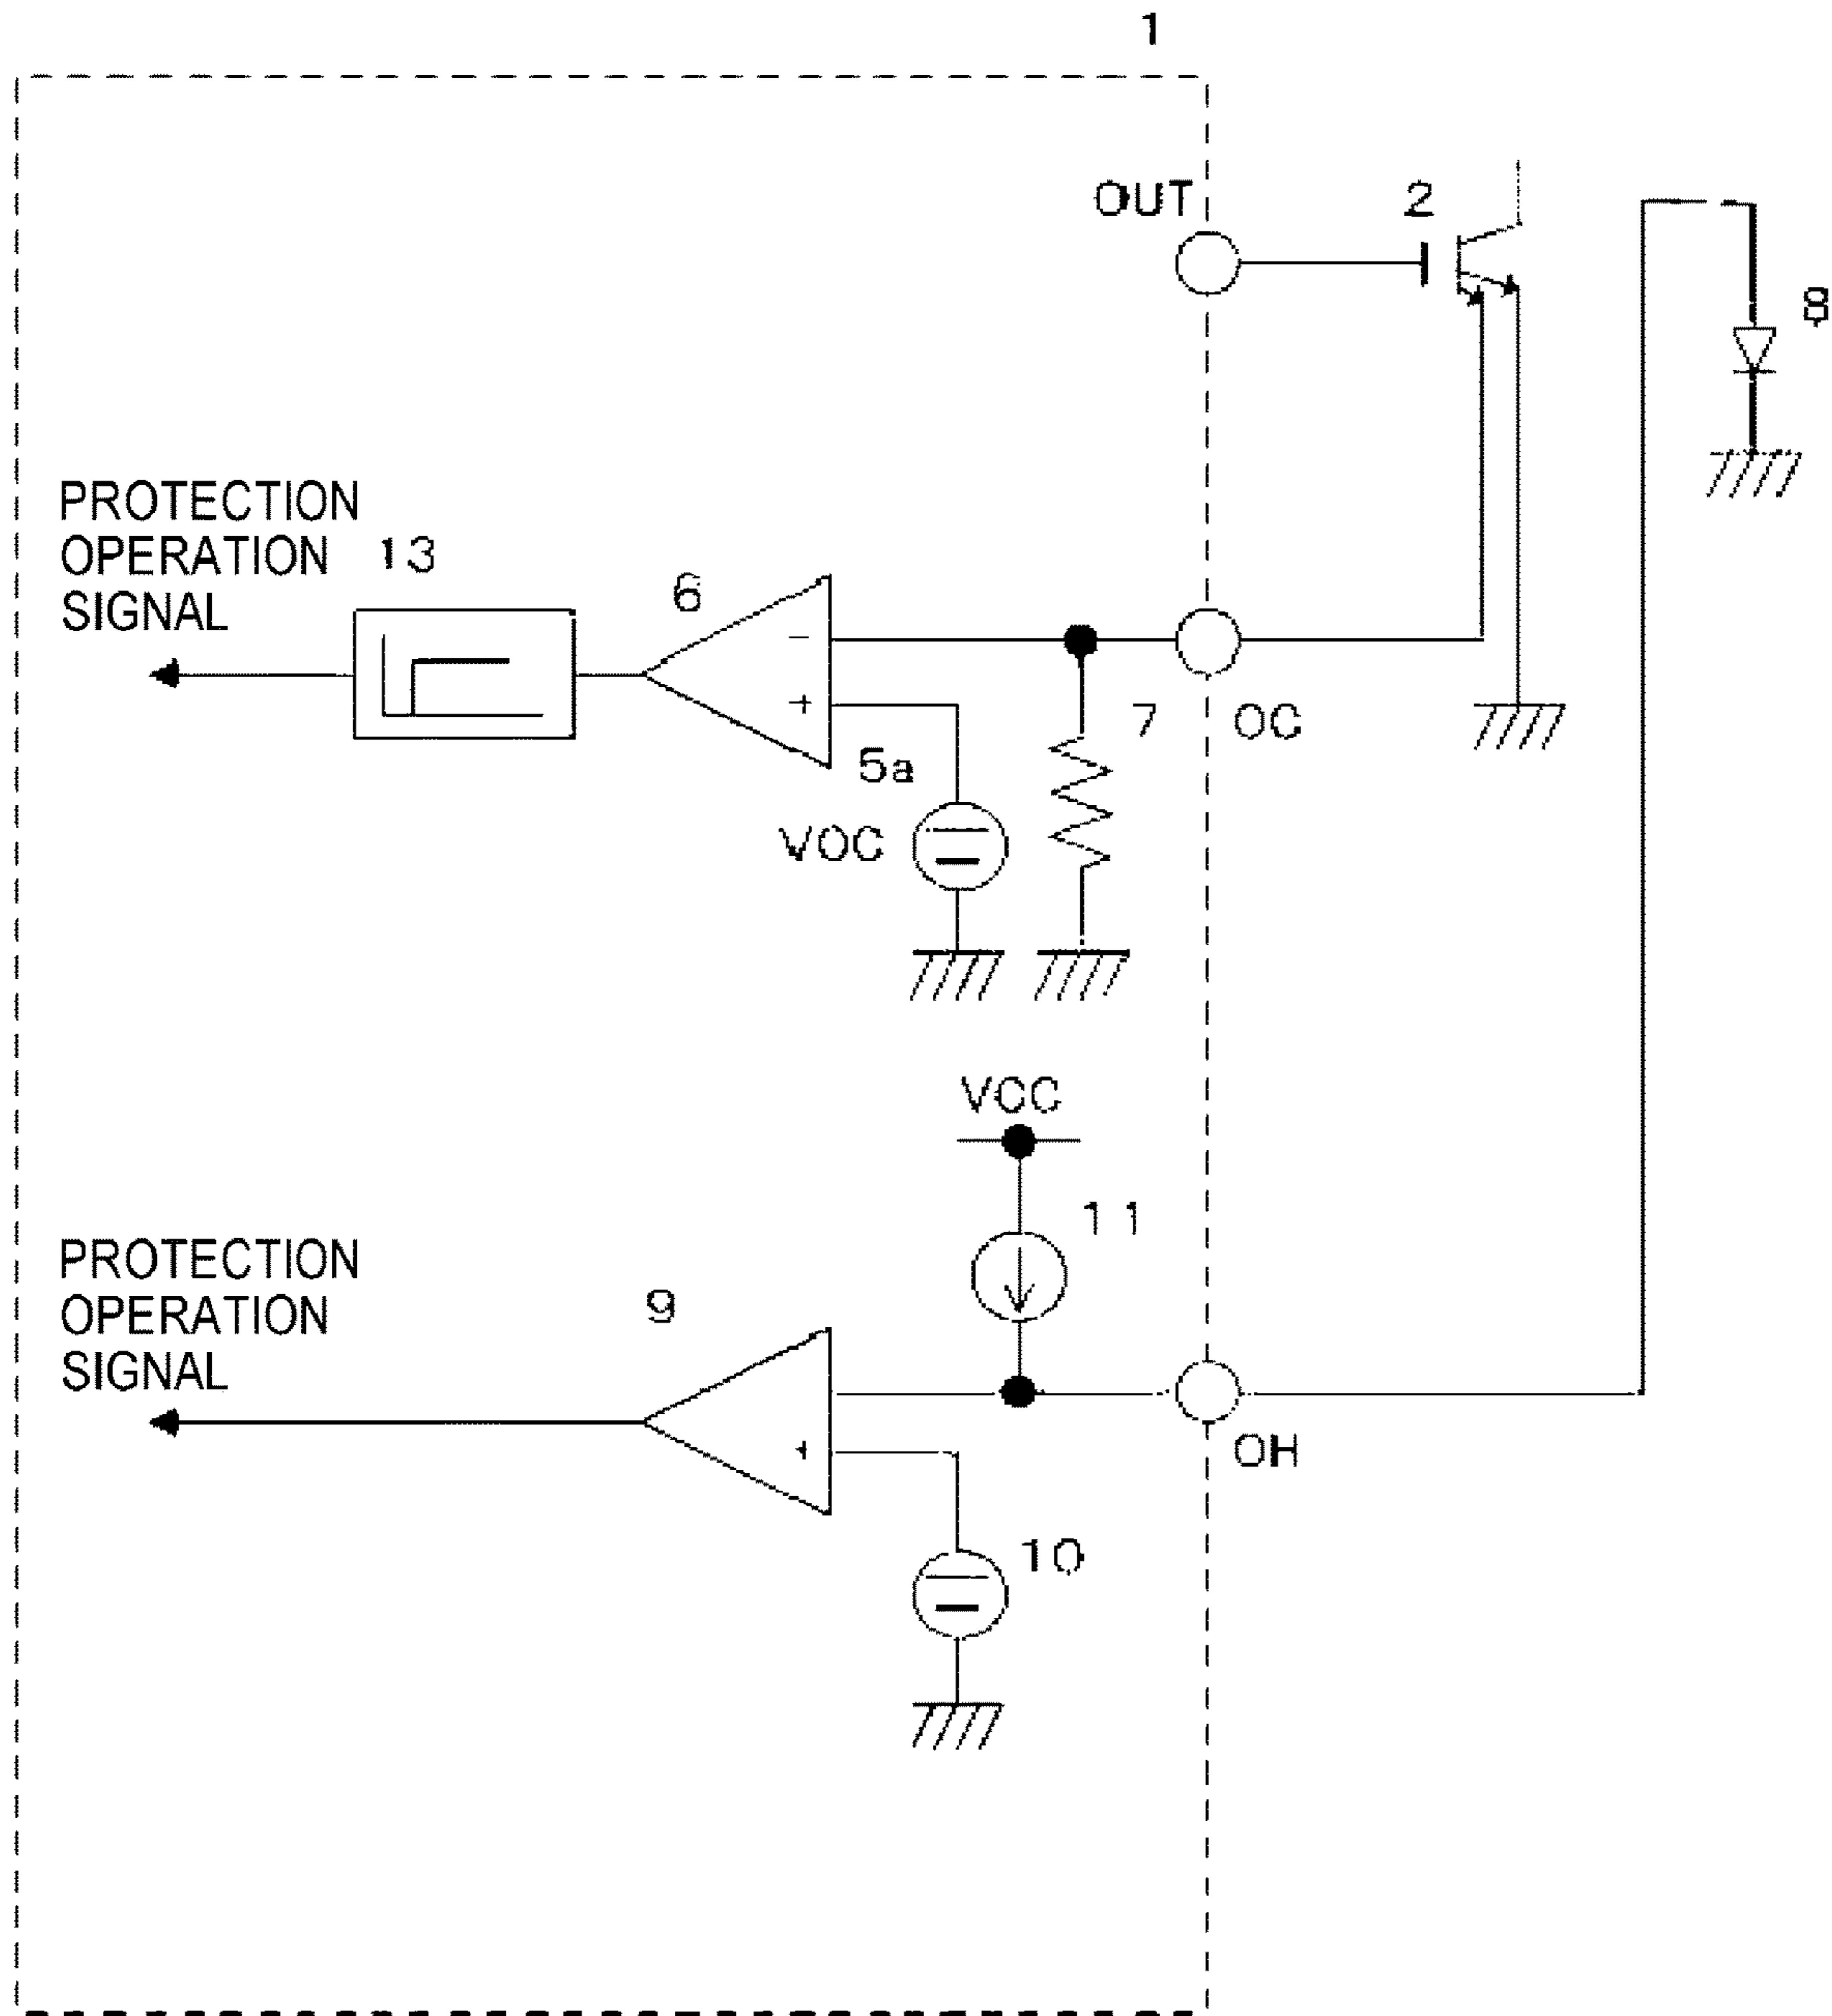 1
OUT
2
8
PROTECTION
OPERATION
SIGNAL
13
6
-
+
7
OC
5a
VOC
VCC
11
PROTECTION
OPERATION
SIGNAL
9
+
OH
10